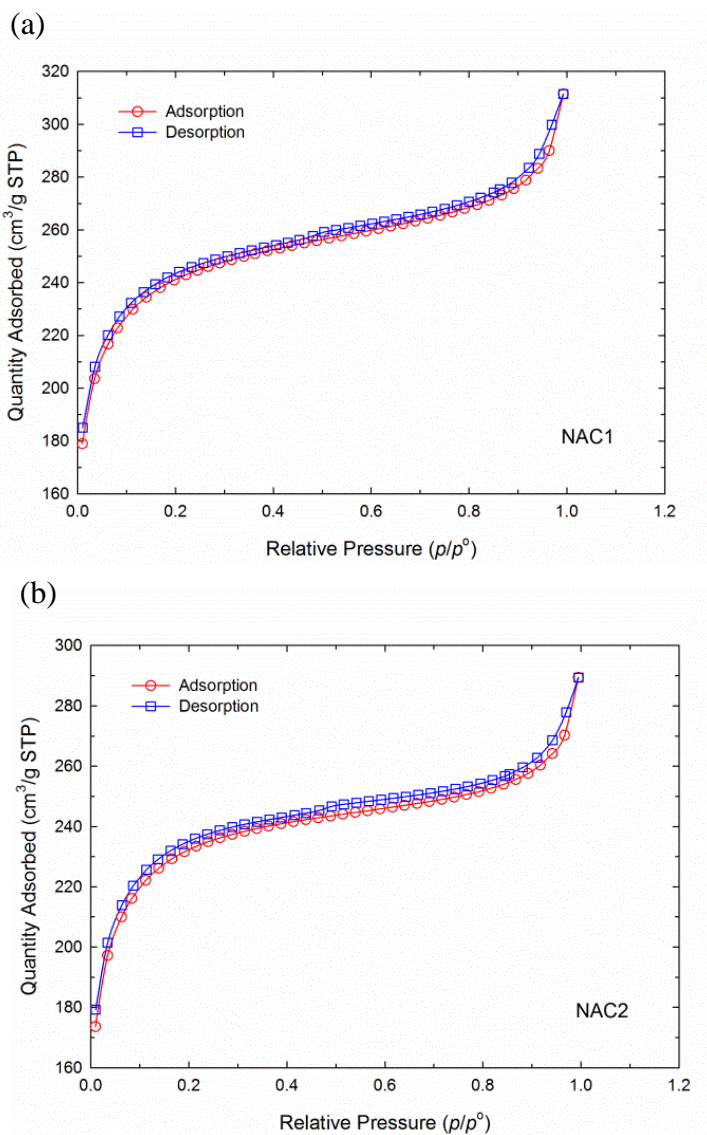 (a)
320
300
280
260
240
220
200
180
160
0.0 0.2 0.4 0.6 0.8 1.0 1.2
Quantity Adsorbed (cm³/g STP)
Relative Pressure (p/pº)
Adsorption
Desorption
NAC1
(b)
300
280
260
240
220
200
180
160
0.0 0.2 0.4 0.6 0.8 1.0 1.2
Quantity Adsorbed (cm³/g STP)
Relative Pressure (p/pº)
Adsorption
Desorption
NAC2